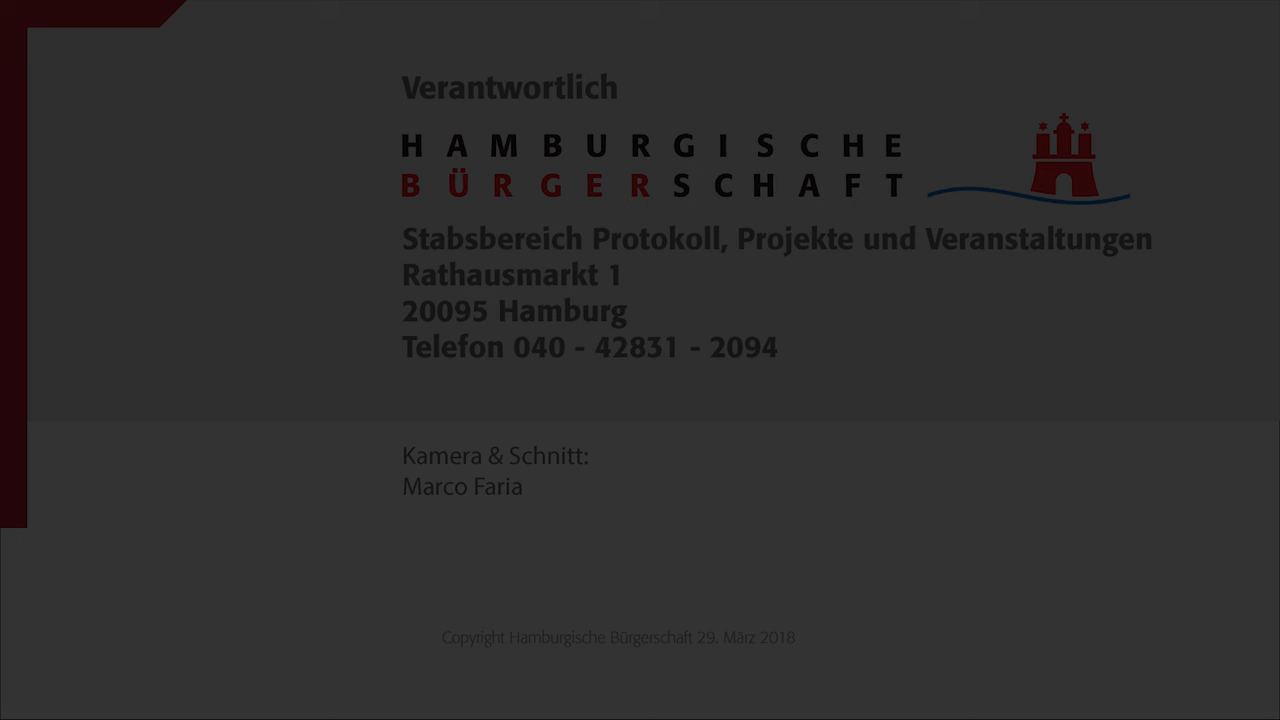 Verantwortlich
HAMBURGISCHE
BÜRGERSCHAFT
Stabsbereich Protokoll, Projekte und Veranstaltungen
Rathausmarkt 1
20095 Hamburg
Telefon 040 - 42831 - 2094
Kamera & Schnitt:
Marco Faria
Copyright Hamburgische Bürgerschaft 29. März 2018